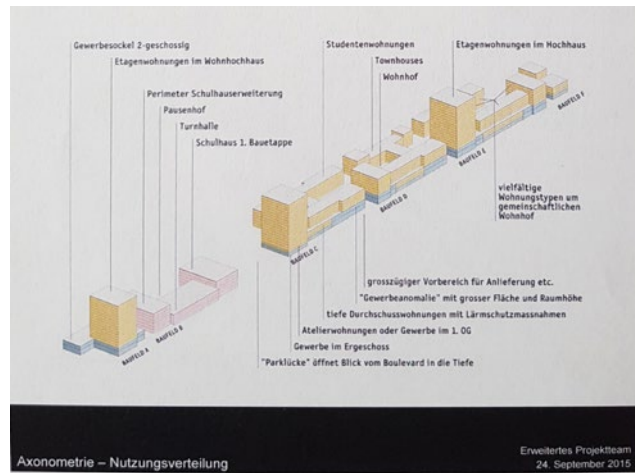 Gewerbesockel 2-geschossig
Etagenwohnungen im Wohnhochhaus
Perimeter Schulhauserweiterung
Pausenhof
Turnhalle
Schulhaus 1. Bauetappe
Studentenwohnungen
Townhouses
Wohnhof
Etagenwohnungen im Hochhaus
BAUFELD F
BAUFELD E
BAUFELD D
BAUFELD C
BAUFELD B
BAUFELD A
vielfältige
Wohnungstypen um
gemeinschaftlichen
Wohnhof
grosszügiger Vorbereich für Anlieferung etc.
"Gewerbeanomalie" mit grosser Fläche und Raumhöhe
tiefe Durchschusswohnungen mit Lärmschutzmassnahmen
Atelierwohnungen oder Gewerbe im 1. OG
Gewerbe im Ergeschoss
"Parklücke" öffnet Blick vom Boulevard in die Tiefe
Axonometrie – Nutzungsverteilung
Erweitertes Projektteam
24. September 2015